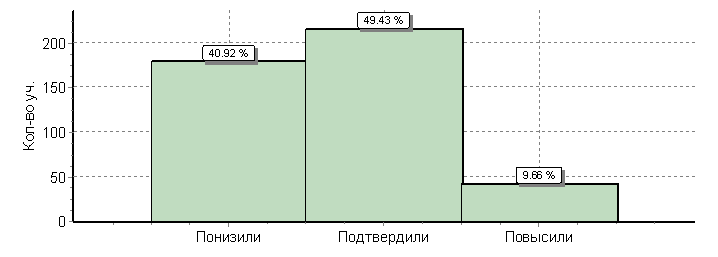 Кол-во уч.
200
150
100
50
0
40.92 %
49.43 %
9.66 %
Понизили
Подтвердили
Повысили